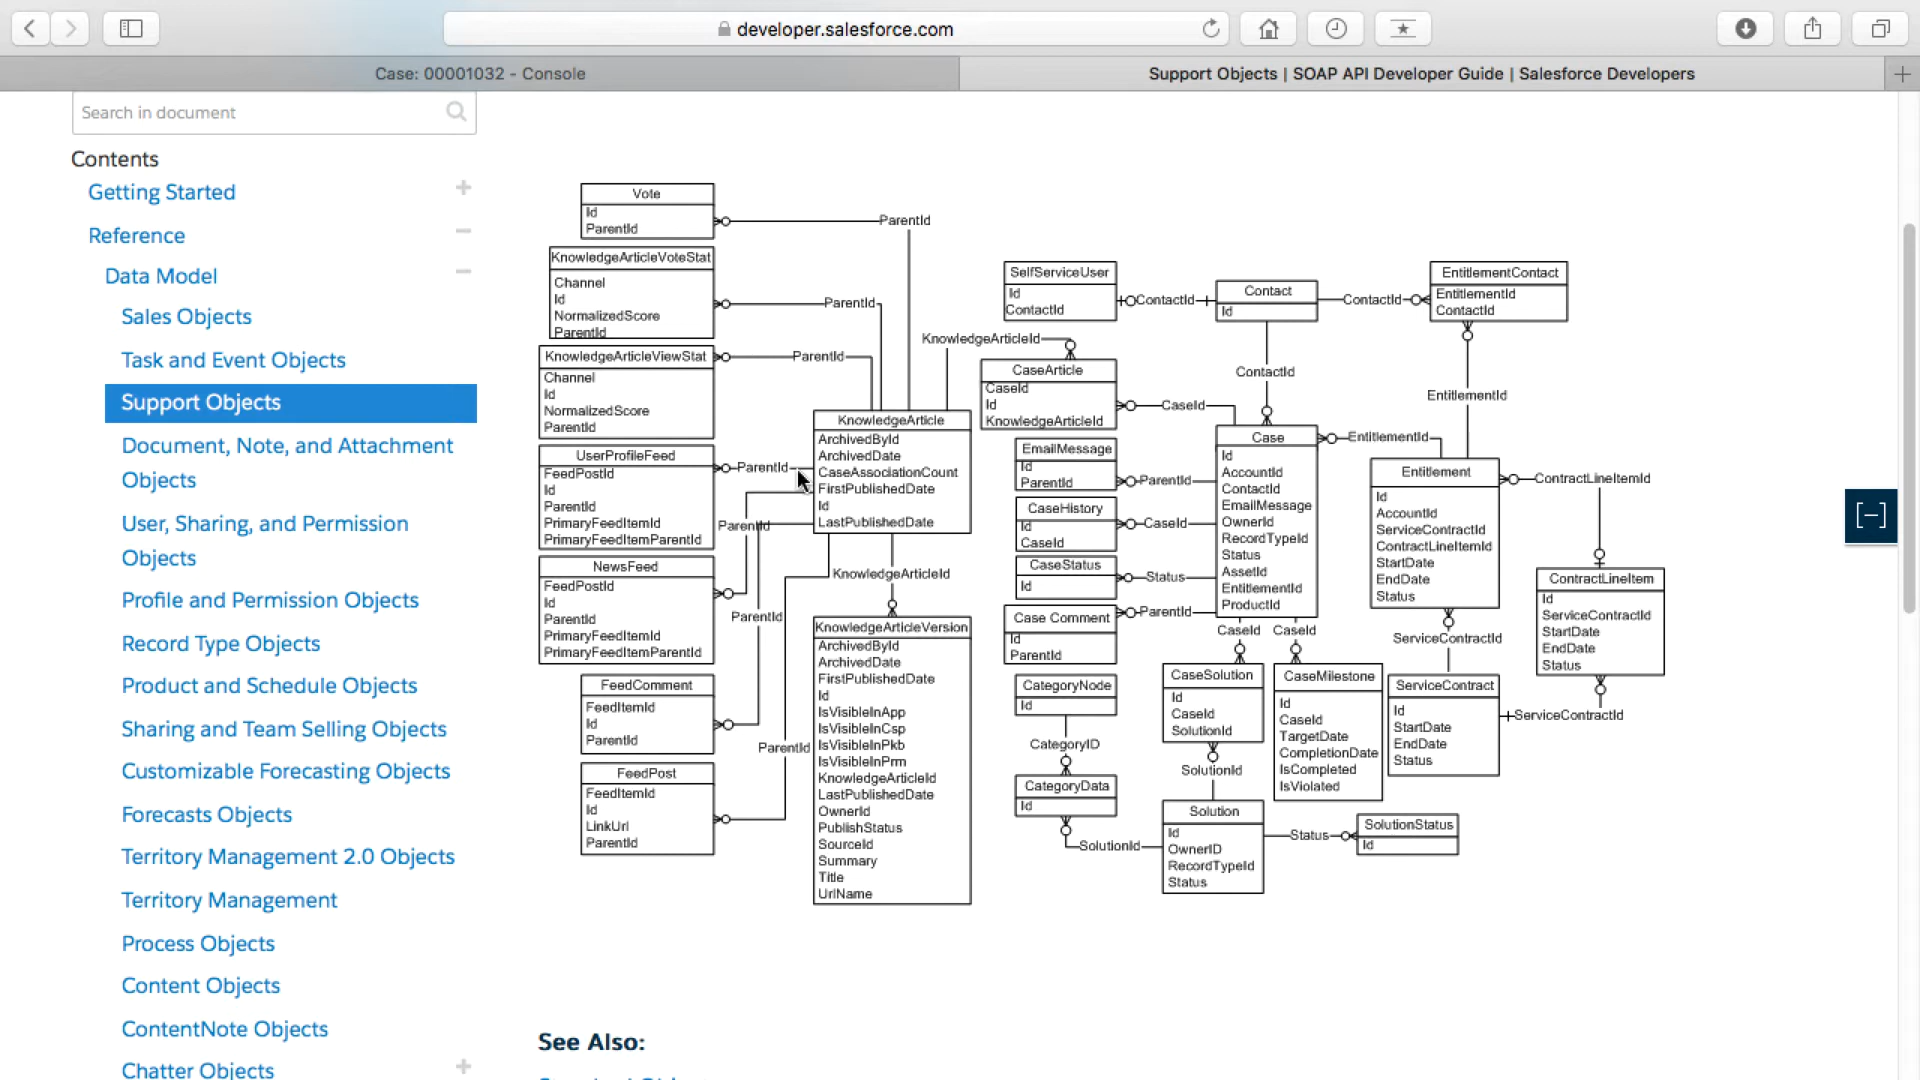 developer.salesforce.com
Case: 00001032 - Console
Support Objects | SOAP API Developer Guide | Salesforce Developers
Search in document
Contents
Getting Started
Reference
Data Model
Sales Objects
Task and Event Objects
Support Objects
Document, Note, and Attachment
Objects
User, Sharing, and Permission
Objects
Profile and Permission Objects
Record Type Objects
Product and Schedule Objects
Sharing and Team Selling Objects
Customizable Forecasting Objects
Forecasts Objects
Territory Management 2.0 Objects
Territory Management
Process Objects
Content Objects
ContentNote Objects
Chatter Objects
Vote
Id
ParentId
ParentId
KnowledgeArticleVoteStat
Channel
Id
NormalizedScore
ParentId
ParentId
KnowledgeArticleViewStat
Channel
Id
NormalizedScore
ParentId
ParentId
UserProfileFeed
FeedPostId
Id
ParentId
PrimaryFeedItemId
PrimaryFeedItemParentId
ParentId
NewsFeed
FeedPostId
Id
ParentId
PrimaryFeedItemId
PrimaryFeedItemParentId
ParentId
FeedComment
FeedItemId
Id
ParentId
ParentId
FeedPost
FeedItemId
Id
LinkUrl
ParentId
ParentId
KnowledgeArticle
ArchivedById
ArchivedDate
CaseAssociationCount
FirstPublishedDate
Id
LastPublishedDate
KnowledgeArticleId
KnowledgeArticleVersion
ArchivedById
ArchivedDate
FirstPublishedDate
Id
IsVisibleInApp
IsVisibleInCsp
IsVisibleInPkb
IsVisibleInPrm
KnowledgeArticleId
LastPublishedDate
OwnerId
PublishStatus
SourceId
Summary
Title
UrlName
SelfServiceUser
Id
ContactId
ContactId
Contact
Id
ContactId
EntitlementContact
EntitlementId
ContactId
KnowledgeArticleId
CaseArticle
CaseId
Id
KnowledgeArticleId
CaseId
ContactId
EntitlementId
EmailMessage
Id
ParentId
ParentId
CaseHistory
Id
CaseId
CaseId
CaseStatus
Id
Status
Case Comment
Id
ParentId
ParentId
Case
Id
AccountId
ContactId
EmailMessage
OwnerId
RecordTypeId
Status
AssetId
EntitlementId
ProductId
EntitlementId
Entitlement
Id
AccountId
ServiceContractId
ContractLineItemId
StartDate
EndDate
Status
ContractLineItemId
ContractLineItem
Id
ServiceContractId
StartDate
EndDate
Status
CaseId
CaseId
ServiceContractId
CategoryNode
Id
CategoryID
CategoryData
Id
SolutionId
CaseSolution
Id
CaseId
SolutionId
SolutionId
CaseMilestone
Id
CaseId
TargetDate
CompletionDate
IsCompleted
IsViolated
ServiceContract
Id
StartDate
EndDate
Status
ServiceContractId
Solution
Id
OwnerID
RecordTypeId
Status
Status
SolutionStatus
Id
[−]
See Also: